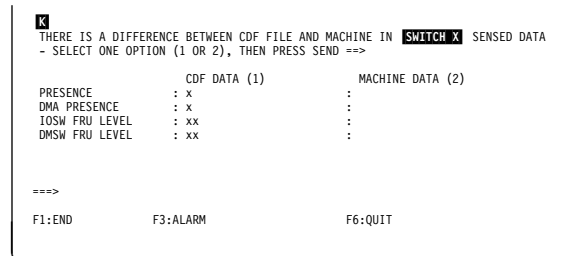 K
THERE IS A DIFFERENCE BETWEEN CDF FILE AND MACHINE IN SWITCH X SENSED DATA
- SELECT ONE OPTION (1 OR 2), THEN PRESS SEND ==>
CDF DATA (1) MACHINE DATA (2)
PRESENCE : x :
DMA PRESENCE : x :
IOSW FRU LEVEL : xx :
DMSW FRU LEVEL : xx :
===>
F1:END F3:ALARM F6:QUIT